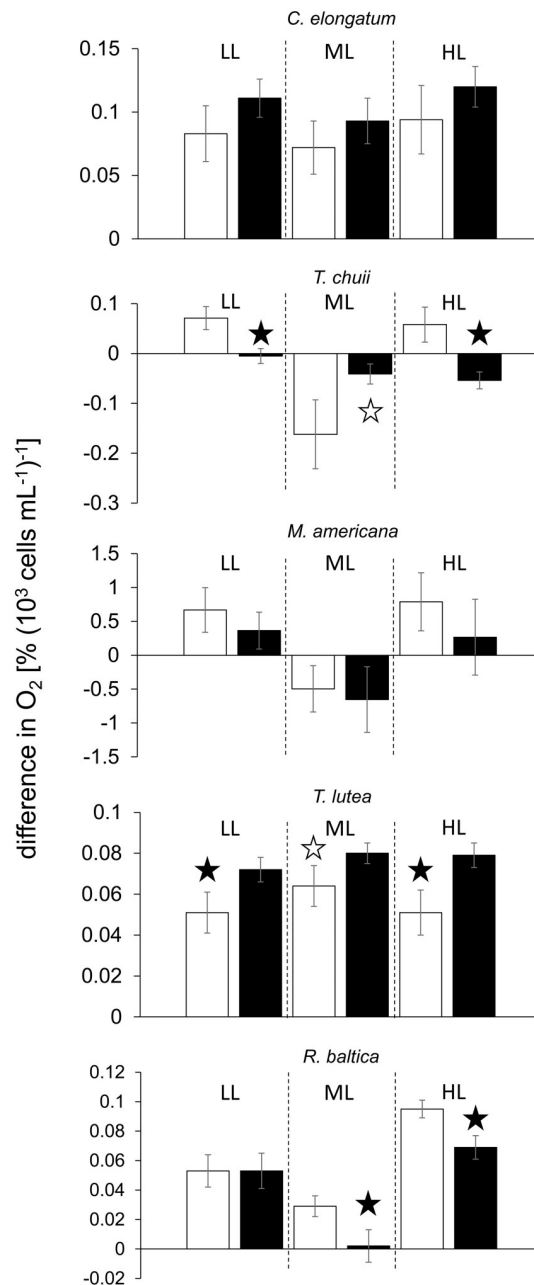 C. elongatum
LL ML HL
0.15
0.1
0.05
0
T. chuii
LL ML HL
0.1
0
-0.1
-0.2
-0.3
M. americana
LL ML HL
1.5
1
0.5
0
-0.5
-1
-1.5
difference in O₂ [% (10³ cells mL⁻¹)⁻¹]
T. lutea
LL ML HL
0.1
0.08
0.06
0.04
0.02
0
R. baltica
LL ML HL
0.12
0.1
0.08
0.06
0.04
0.02
0
-0.02